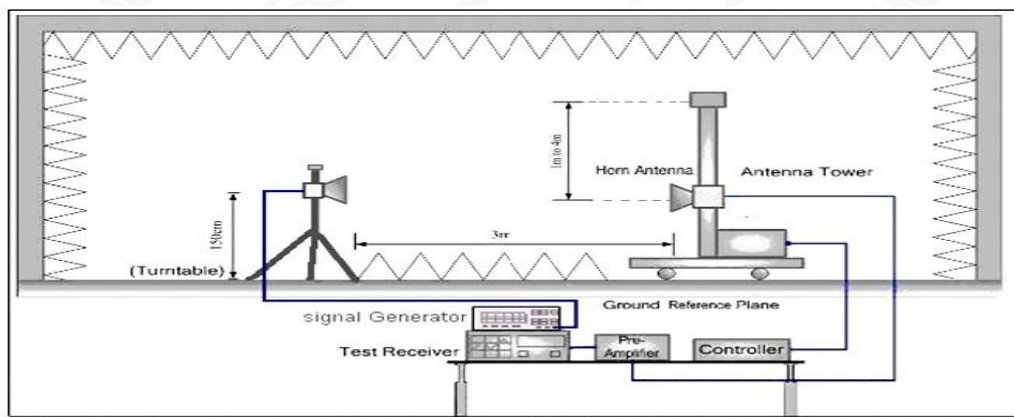 1m to 4m
Horn Antenna
Antenna Tower
150cm
3m
(Turntable)
Ground Reference Plane
signal Generator
Test Receiver
Pre-
Amplifier
Controller